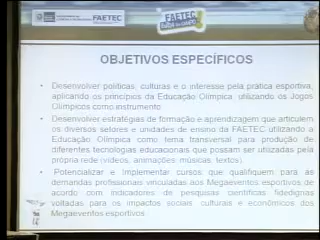 FAETEC
FAETEC
OBJETIVOS ESPECÍFICOS
• Desenvolver políticas, culturas e o interesse pela prática esportiva,
aplicando os princípios da Educação Olímpica utilizando os Jogos
Olímpicos como instrumento
• Desenvolver estratégias de formação e aprendizagem que articulem
os diversos setores e unidades de ensino da FAETEC utilizando a
Educação Olímpica como tema transversal para produção de
diferentes tecnologias educacionais que possam ser utilizadas pela
própria rede (vídeos, animações, músicas, textos).
• Potencializar e Implementar cursos que qualifiquem para as
demandas profissionais vinculadas aos Megaeventos esportivos de
acordo com indicadores de pesquisas científicas fidedignas
voltadas para os impactos sociais, culturais e econômicos dos
Megaeventos esportivos